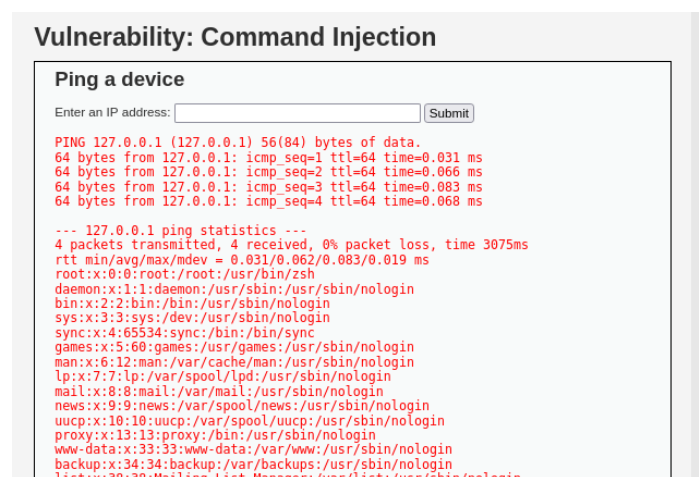 Vulnerability: Command Injection
Ping a device
Enter an IP address: Submit
PING 127.0.0.1 (127.0.0.1) 56(84) bytes of data.
64 bytes from 127.0.0.1: icmp_seq=1 ttl=64 time=0.031 ms
64 bytes from 127.0.0.1: icmp_seq=2 ttl=64 time=0.066 ms
64 bytes from 127.0.0.1: icmp_seq=3 ttl=64 time=0.083 ms
64 bytes from 127.0.0.1: icmp_seq=4 ttl=64 time=0.068 ms
--- 127.0.0.1 ping statistics ---
4 packets transmitted, 4 received, 0% packet loss, time 3075ms
rtt min/avg/max/mdev = 0.031/0.062/0.083/0.019 ms
root:x:0:0:root:/root:/usr/bin/zsh
daemon:x:1:1:daemon:/usr/sbin:/usr/sbin/nologin
bin:x:2:2:bin:/bin:/usr/sbin/nologin
sys:x:3:3:sys:/dev:/usr/sbin/nologin
sync:x:4:65534:sync:/bin:/bin/sync
games:x:5:60:games:/usr/games:/usr/sbin/nologin
man:x:6:12:man:/var/cache/man:/usr/sbin/nologin
lp:x:7:7:lp:/var/spool/lpd:/usr/sbin/nologin
mail:x:8:8:mail:/var/mail:/usr/sbin/nologin
news:x:9:9:news:/var/spool/news:/usr/sbin/nologin
uucp:x:10:10:uucp:/var/spool/uucp:/usr/sbin/nologin
proxy:x:13:13:proxy:/bin:/usr/sbin/nologin
www-data:x:33:33:www-data:/var/www:/usr/sbin/nologin
backup:x:34:34:backup:/var/backups:/usr/sbin/nologin
list:x:38:38:Mailing List Manager:/var/list:/usr/sbin/nologin